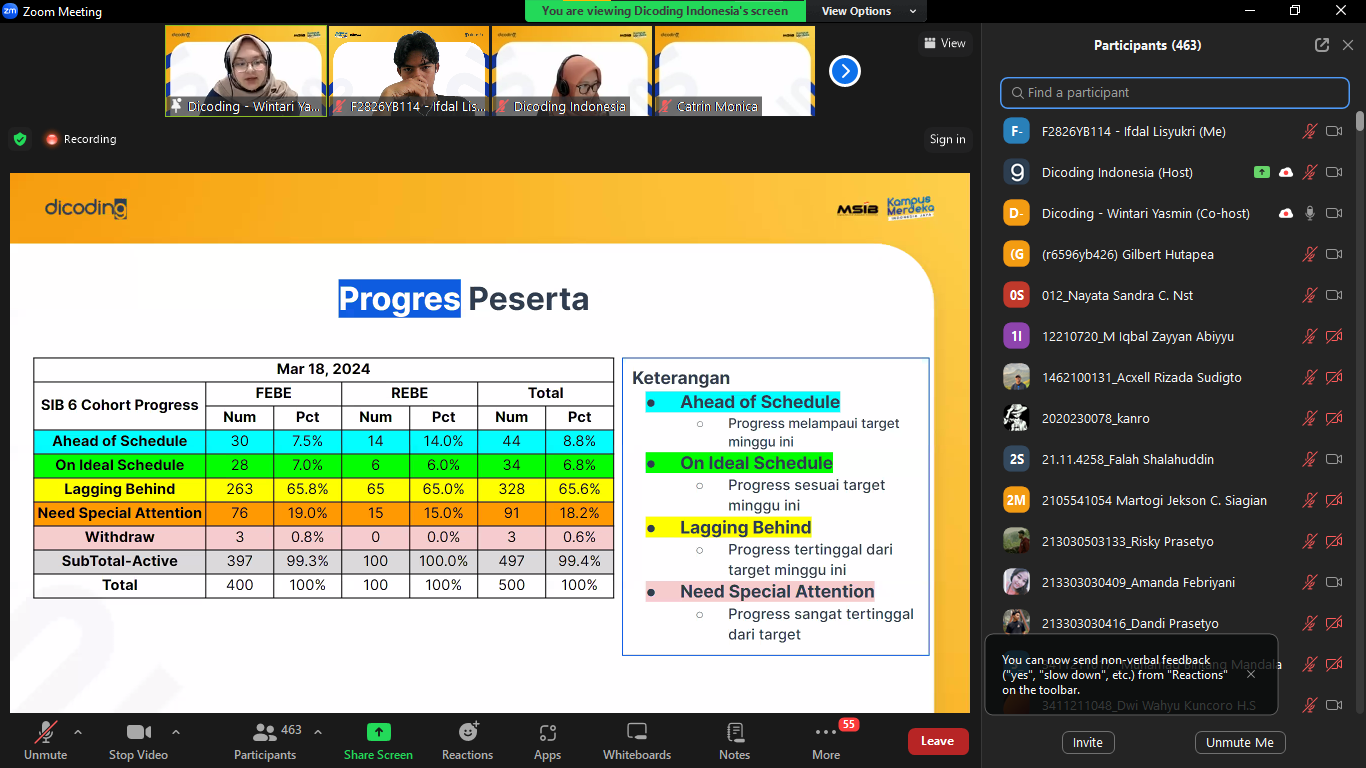 zm Zoom Meeting
You are viewing Dicoding Indonesia's screen
View Options
Dicoding - Wintari Ya...
F2826YB114 - Ifdal Lis...
Dicoding Indonesia
Catrin Monica
View
Recording
Sign in
dicoding
MSIB
Kampus
Merdeka
INDONESIA JAYA
Progres Peserta
Mar 18, 2024
SIB 6 Cohort Progress FEBE REBE Total
Num Pct Num Pct Num Pct
Ahead of Schedule 30 7.5% 14 14.0% 44 8.8%
On Ideal Schedule 28 7.0% 6 6.0% 34 6.8%
Lagging Behind 263 65.8% 65 65.0% 328 65.6%
Need Special Attention 76 19.0% 15 15.0% 91 18.2%
Withdraw 3 0.8% 0 0.0% 3 0.6%
SubTotal-Active 397 99.3% 100 100.0% 497 99.4%
Total 400 100% 100 100% 500 100%
Keterangan
● Ahead of Schedule
○ Progress melampaui target
minggu ini
● On Ideal Schedule
○ Progress sesuai target
minggu ini
● Lagging Behind
○ Progress tertinggal dari
target minggu ini
● Need Special Attention
○ Progress sangat tertinggal
dari target
Unmute
Stop Video
463
Participants
Share Screen
Reactions
Apps
Whiteboards
Notes
55
More
Leave
Participants (463)
Find a participant
F- F2826YB114 - Ifdal Lisyukri (Me)
Dicoding Indonesia (Host)
D- Dicoding - Wintari Yasmin (Co-host)
(G (r6596yb426) Gilbert Hutapea
0S 012_Nayata Sandra C. Nst
1I 12210720_M Iqbal Zayyan Abiyyu
1462100131_Acxell Rizada Sudigto
2020230078_kanro
2S 21.11.4258_Falah Shalahuddin
2M 2105541054 Martogi Jekson C. Siagian
213030503133_Risky Prasetyo
213303030409_Amanda Febriyani
213303030416_Dandi Prasetyo
You can now send non-verbal feedback
("yes", "slow down", etc.) from "Reactions"
on the toolbar.
Mandala
3411211048_Dwi Wahyu Kuncoro H.S
Invite
Unmute Me